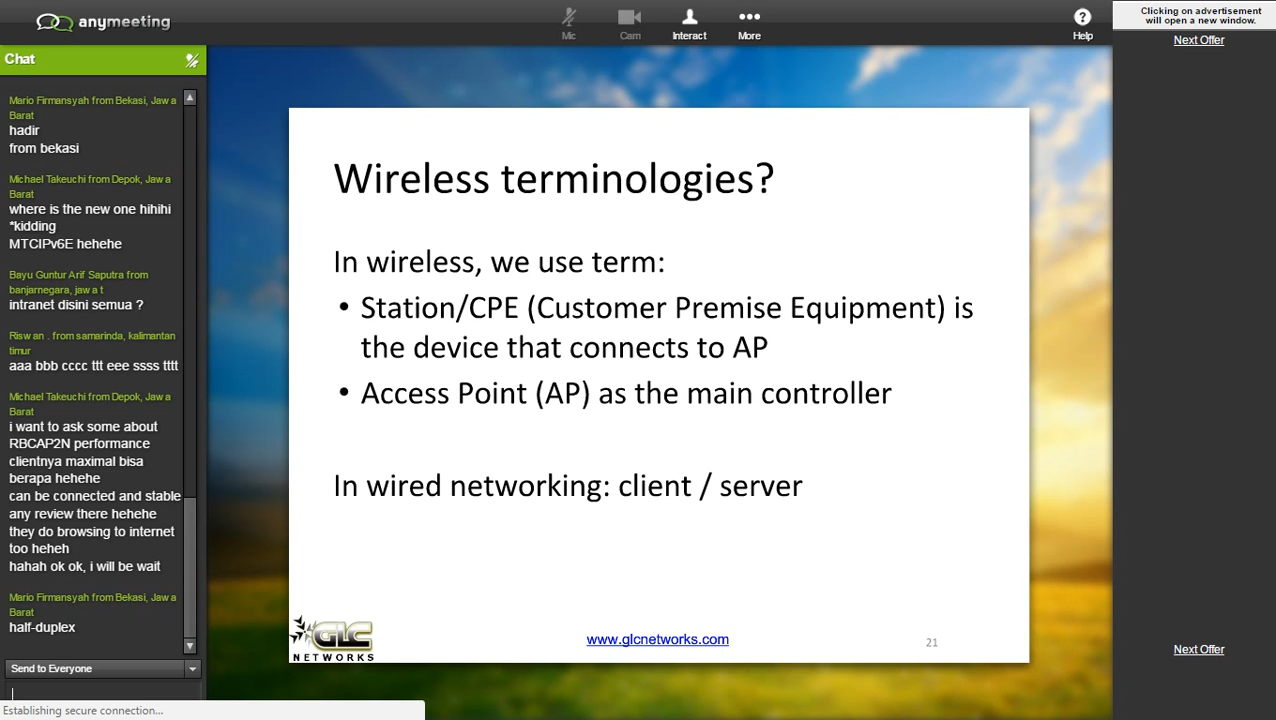 anymeeting
Mic
Cam
Interact
More
Help
Clicking on advertisement
will open a new window.
Next Offer
Chat
Mario Firmansyah from Bekasi, Jawa
Barat
hadir
from bekasi
Michael Takeuchi from Depok, Jawa
Barat
where is the new one hihihi
*kidding
MTCIPv6E hehehe
Bayu Guntur Arif Saputra from
banjarnegara, jawa t
intranet disini semua ?
Riswan . from samarinda, kalimantan
timur
aaa bbb cccc ttt eee ssss tttt
Michael Takeuchi from Depok, Jawa
Barat
i want to ask some about
RBCAP2N performance
clientnya maximal bisa
berapa hehehe
can be connected and stable
any review there hehehe
they do browsing to internet
too heheh
hahah ok ok, i will be wait
Mario Firmansyah from Bekasi, Jawa
Barat
half-duplex
Send to Everyone
Establishing secure connection...
Wireless terminologies?
In wireless, we use term:
• Station/CPE (Customer Premise Equipment) is
the device that connects to AP
• Access Point (AP) as the main controller
In wired networking: client / server
GLC
NETWORKS
www.glcnetworks.com
21
Next Offer